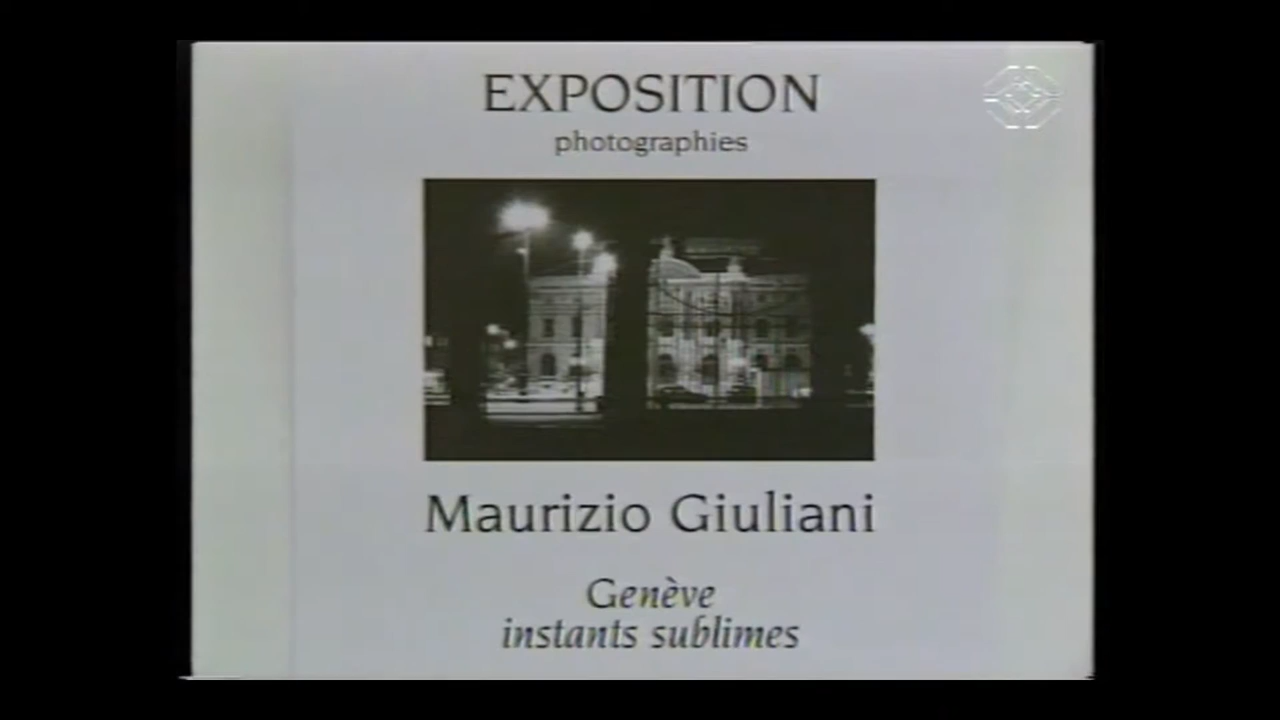 EXPOSITION
photographies
Maurizio Giuliani
Genève
instants sublimes